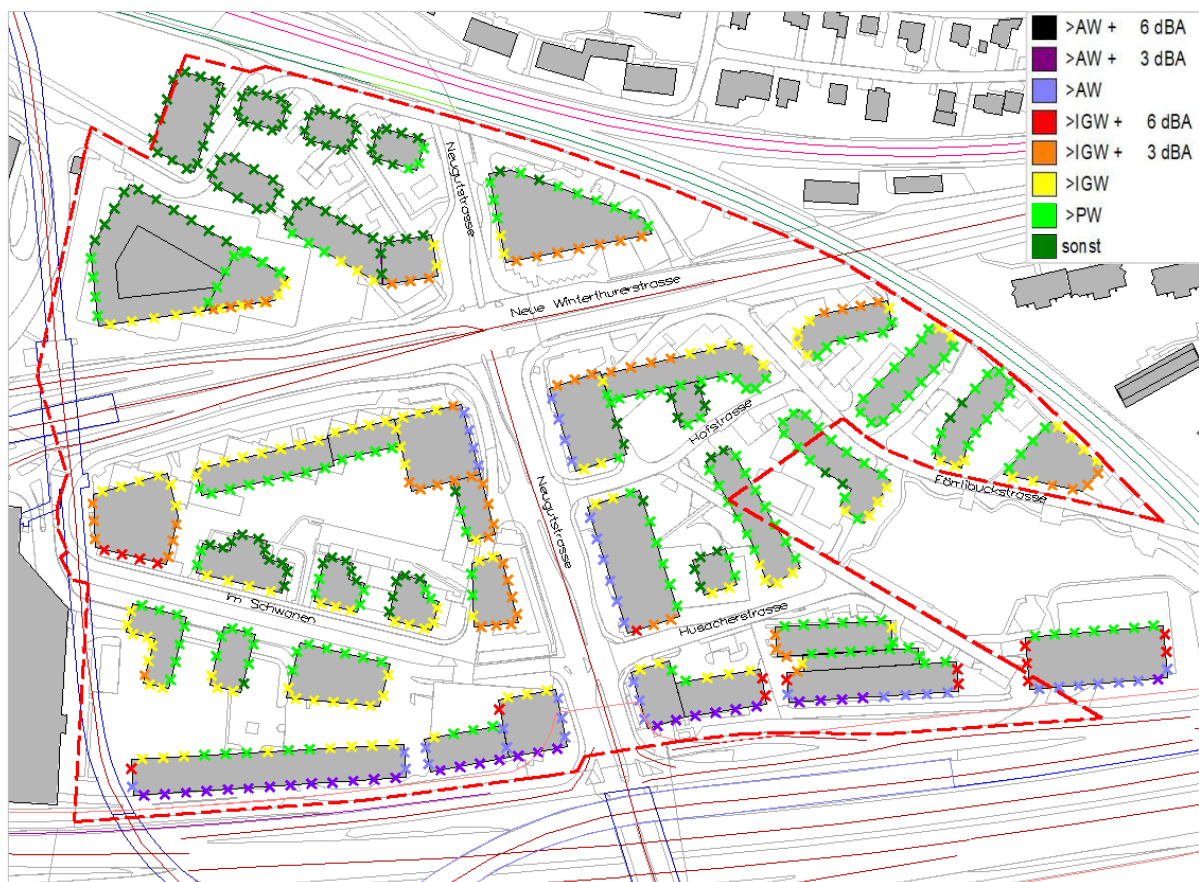 >AW + 6 dBA
>AW + 3 dBA
>AW
>IGW + 6 dBA
>IGW + 3 dBA
>IGW
>PW
sonst
Neugutstrasse
Neue Winterthurerstrasse
Hofstrasse
Förrlibuckstrasse
Neugutstrasse
Im Schwanen
Husacherstrasse